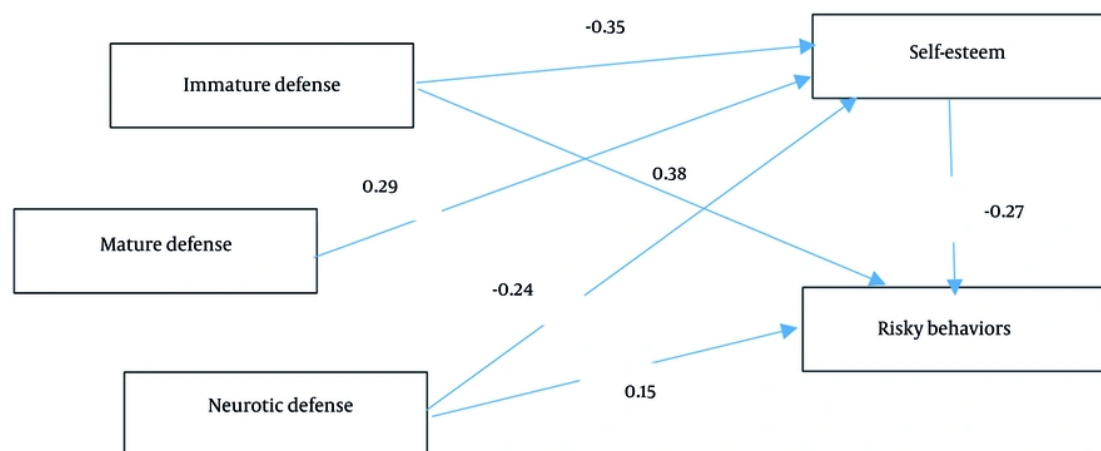 -0.35
Self-esteem
Immature defense
0.38
0.29
-0.27
Mature defense
-0.24
Risky behaviors
0.15
Neurotic defense